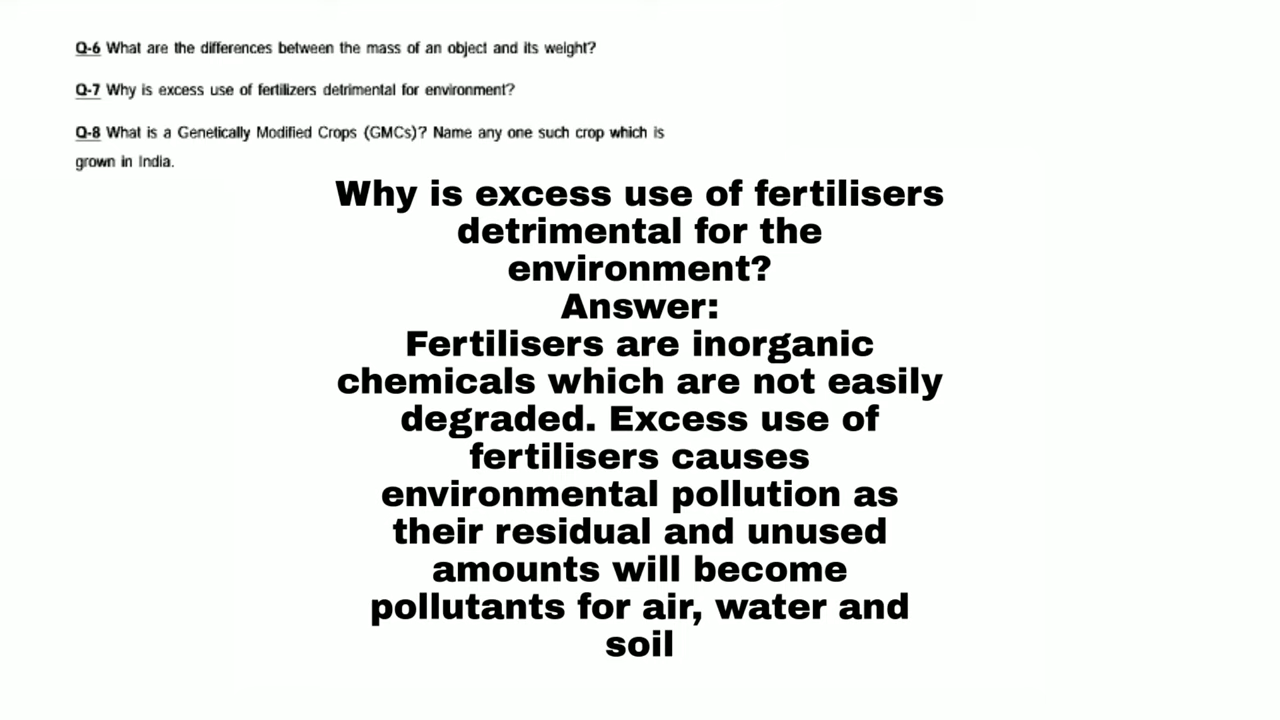 Q-6 What are the differences between the mass of an object and its weight?
Q-7 Why is excess use of fertilizers detrimental for environment?
Q-8 What is a Genetically Modified Crops (GMCs)? Name any one such crop which is
grown in India.
Why is excess use of fertilisers
detrimental for the
environment?
Answer:
Fertilisers are inorganic
chemicals which are not easily
degraded. Excess use of
fertilisers causes
environmental pollution as
their residual and unused
amounts will become
pollutants for air, water and
soil